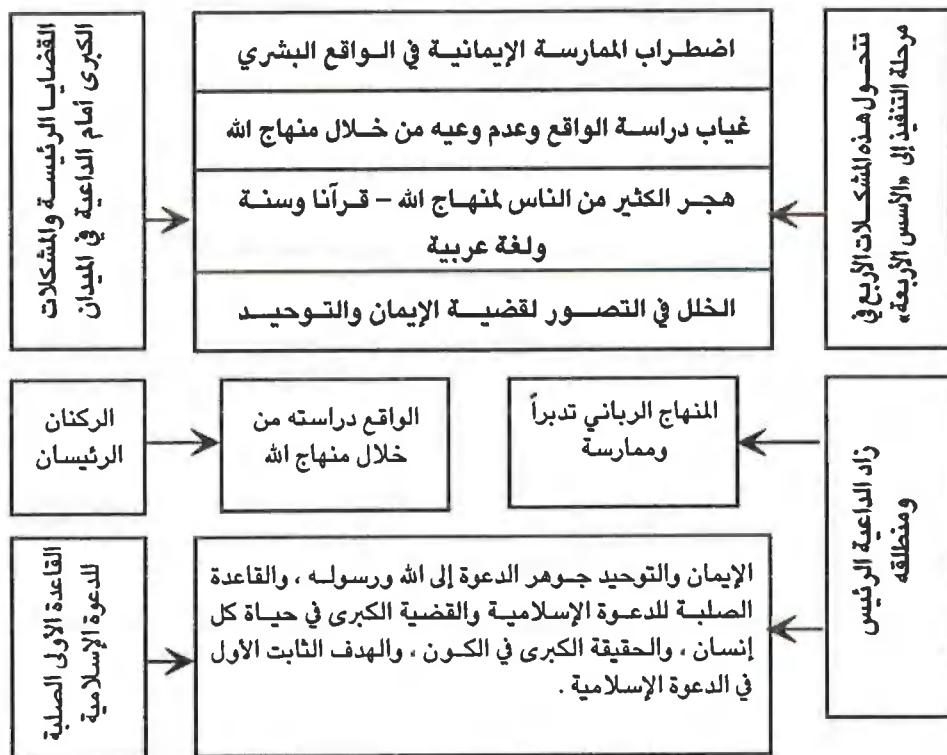 تتحول هذه المشكلات الأربع في
مرحلة التنفيذ إلى «الأسس الأربعة»
اضطراب الممارسة الإيمانية في الواقع البشري
غياب دراسة الواقع وعدم وعيه من خلال منهاج الله
هجر الكثير من الناس لمنهاج الله – قرآنا وسنة
ولغة عربية
الخلل في التصور لقضية الإيمان والتوحيد
القضايا الرئيسة والمشكلات
الكبرى أمام الداعية في الميدان
زاد الداعية الرئيس
ومنطلقه
المنهاج الرباني تدبراً
وممارسة
الواقع دراسته من
خلال منهاج الله
الركنان
الرئيسان
الإيمان والتوحيد جوهر الدعوة إلى الله ورسوله ، والقاعدة
الصلبة للدعوة الإسلامية والقضية الكبرى في حياة كل
إنسان ، والحقيقة الكبرى في الكون ، والهدف الثابت الأول
في الدعوة الإسلامية .
القاعدة الأولى الصلبة
للدعوة الإسلامية